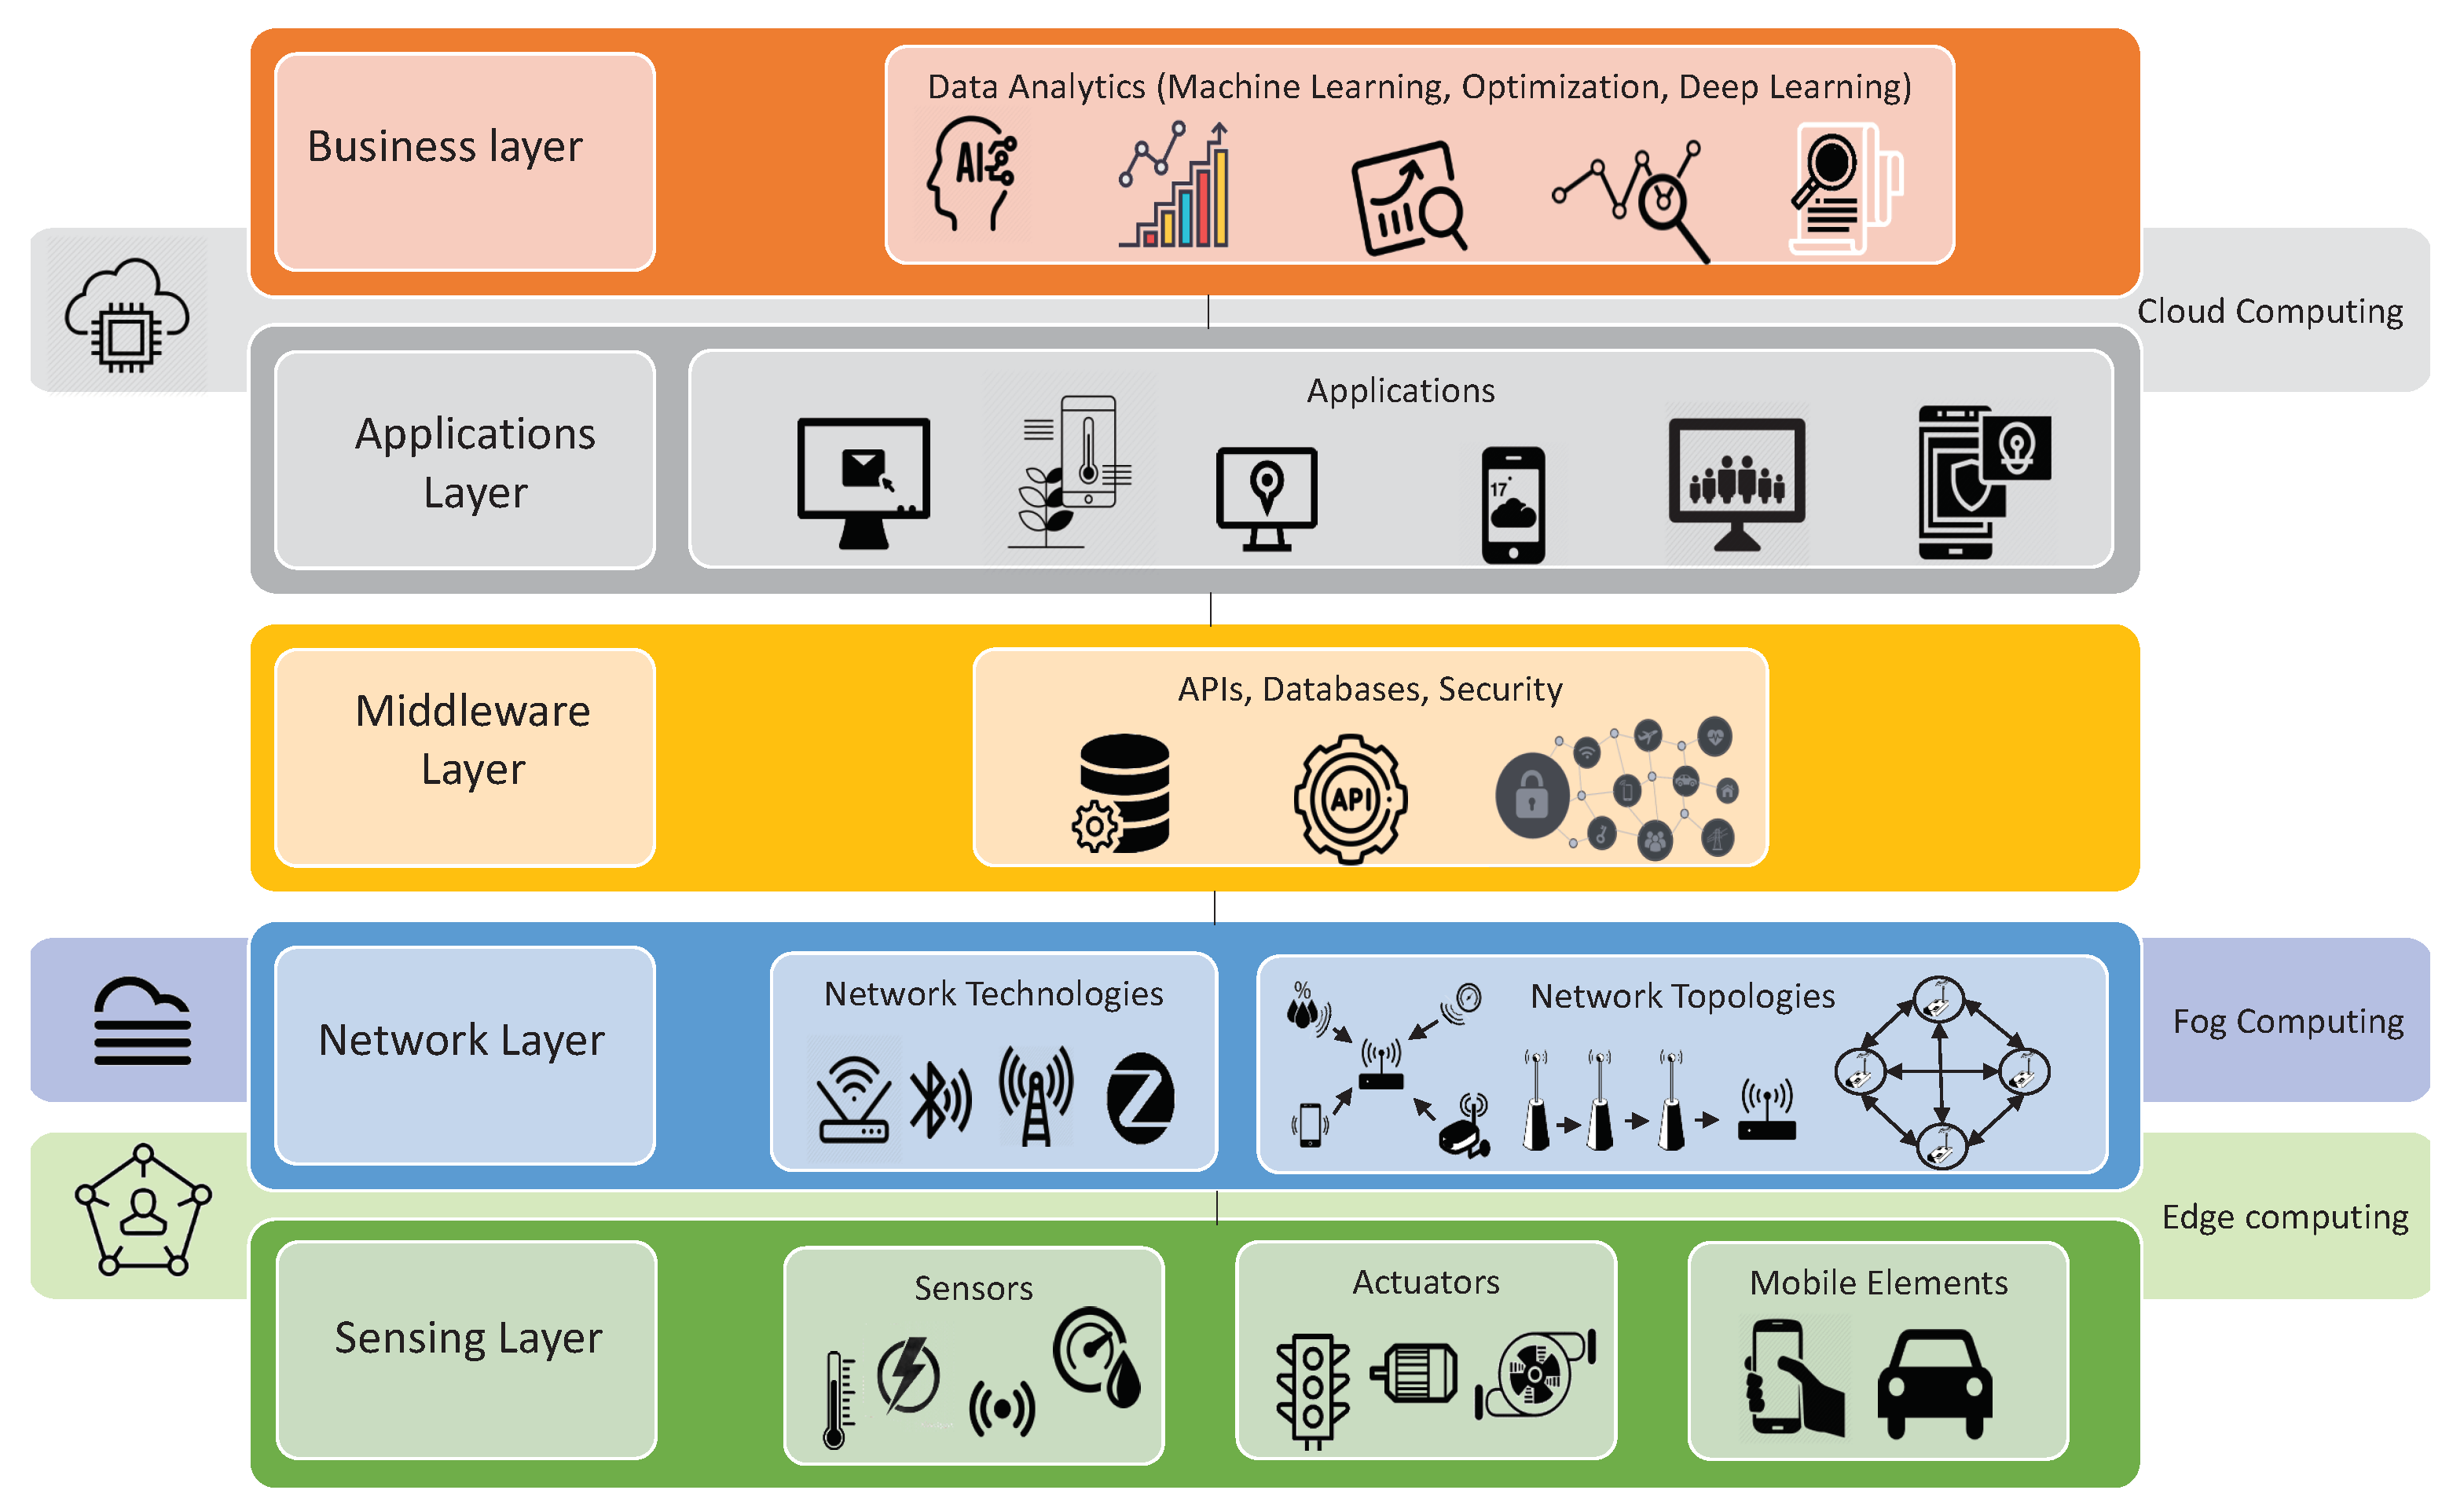 Data Analytics (Machine Learning, Optimization, Deep Learning)
Business layer
AI
Cloud Computing
Applications
Applications
Layer
17°
APIs, Databases, Security
Middleware
Layer
API
Network Technologies
Network Topologies
%
Network Layer
Fog Computing
Z
Edge computing
Sensors
Actuators
Mobile Elements
Sensing Layer